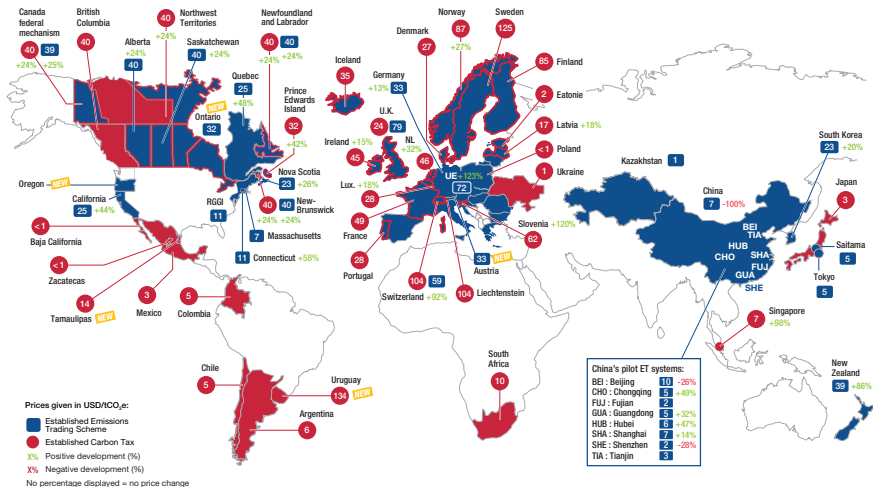 Canada
federal
mechanism
40 39
+24% +25%
British
Columbia
40
Northwest
Territories
40
+24%
Alberta
+24%
40
Saskatchewan
40 +24%
Newfoundland
and Labrador
40 40
+24% +24%
Quebec
25
+48%
NEW
Ontario
32
Prince
Edwards
Island
32
+42%
Nova Scotia
23 +26%
40 40 New-
Brunswick
+24% +24%
Massachusetts
7
RGGI
11
11 Connecticut +58%
Oregon NEW
California
25 +44%
<1
Baja California
<1
Zacatecas
14
Tamaulipas NEW
3
Mexico
5
Colombia
Chile
5
Uruguay
134 NEW
Argentina
6
Iceland
35
Denmark
27
Norway
87
+27%
Sweden
125
Germany
+13% 33
U.K.
24 79
Ireland +15%
45
NL
+32%
46
Lux. +18%
28
49
France
28
Portugal
85 Finland
2 Eatonie
17 Latvia +18%
<1 Poland
1 Ukraine
UE +123%
72
Slovenia +120%
62
33 NEW
Austria
104 59
Switzerland +92%
104 Liechtenstein
South
Africa
10
Kazakhstan 1
China
7 -100%
South Korea
23 +20%
Japan
3
Saitama
5
Tokyo
5
BEI
TIA
HUB
CHO SHA
FUJ
GUA
SHE
Singapore
7
+98%
New
Zealand
39 +86%
China's pilot ET systems:
BEI : Beijing 10 -26%
CHO : Chongqing 5 +49%
FUJ : Fujian 2
GUA : Guangdong 5 +32%
HUB : Hubei 6 +47%
SHA : Shanghai 7 +14%
SHE : Shenzhen 2 -28%
TIA : Tianjin 3
Prices given in USD/tCO₂e:
Established Emissions
Trading Scheme
Established Carbon Tax
X% Positive development (%)
X% Negative development (%)
No percentage displayed = no price change